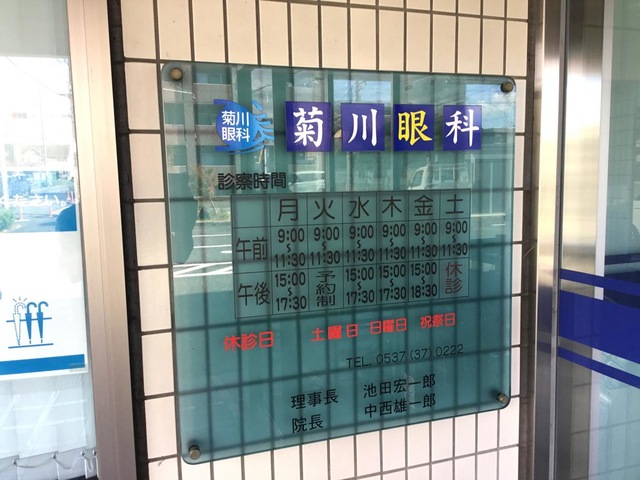 菊川
眼科
菊川眼科
診察時間
月 火 水 木 金 土
午前 9:00～11:30 9:00～11:30 9:00～11:30 9:00～11:30 9:00～11:30 9:00～11:30
午後 15:00～17:30 予約制 15:00～17:30 15:00～17:30 15:00～18:30 休診
休診日 土曜日 日曜日 祝祭日
TEL. 0537 (37) 0222
理事長 池田宏一郎
院長 中西雄一郎